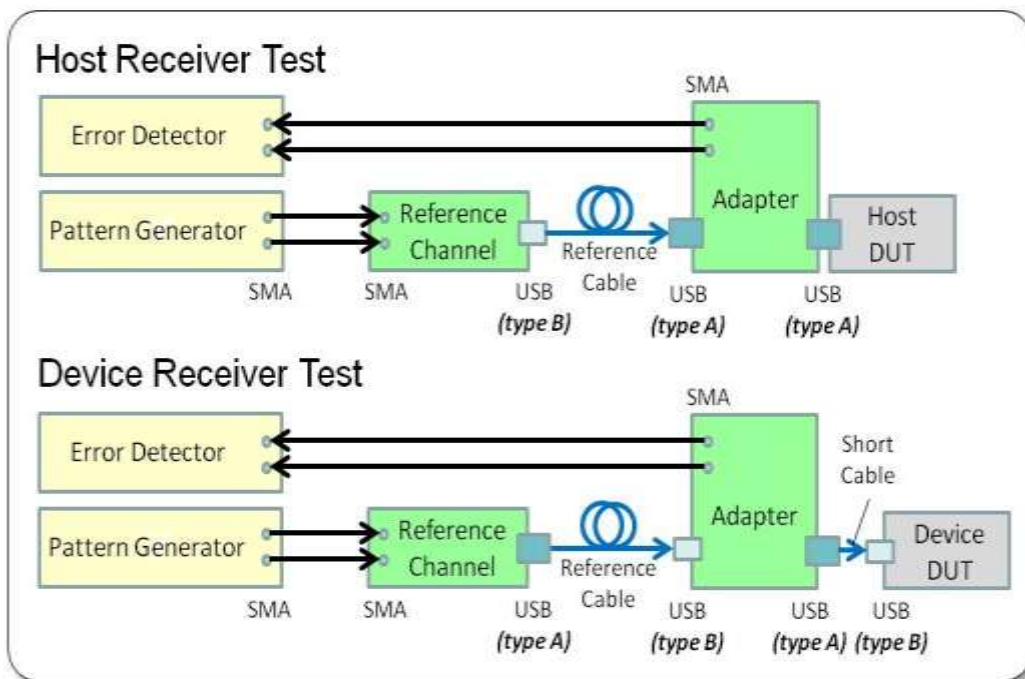 Host Receiver Test
SMA
Error Detector
Pattern Generator
Reference
Channel
Reference
Cable
Adapter
Host
DUT
SMA
SMA
USB
(type B)
USB
(type A)
USB
(type A)
Device Receiver Test
SMA
Error Detector
Pattern Generator
Reference
Channel
Reference
Cable
Adapter
Short
Cable
Device
DUT
SMA
SMA
USB
(type A)
USB
(type B)
USB
(type A)
USB
(type B)